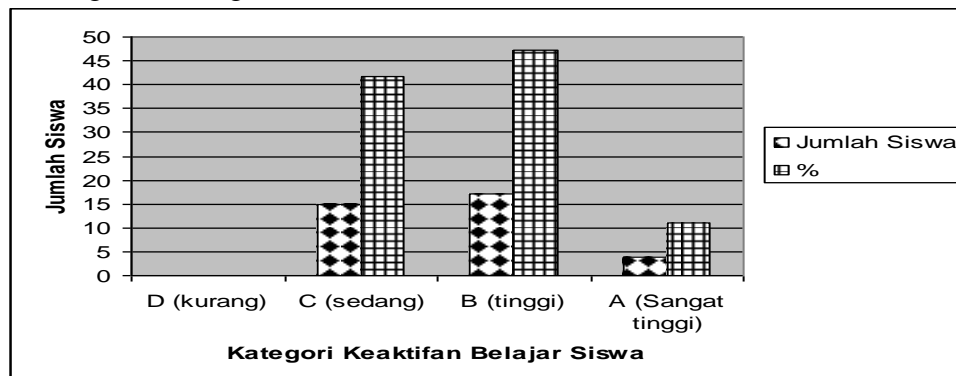 50
45
40
35
30
25
20
15
10
5
0
Jumlah Siswa
D (kurang)
C (sedang)
B (tinggi)
A (Sangat
tinggi)
Kategori Keaktifan Belajar Siswa
Jumlah Siswa
%